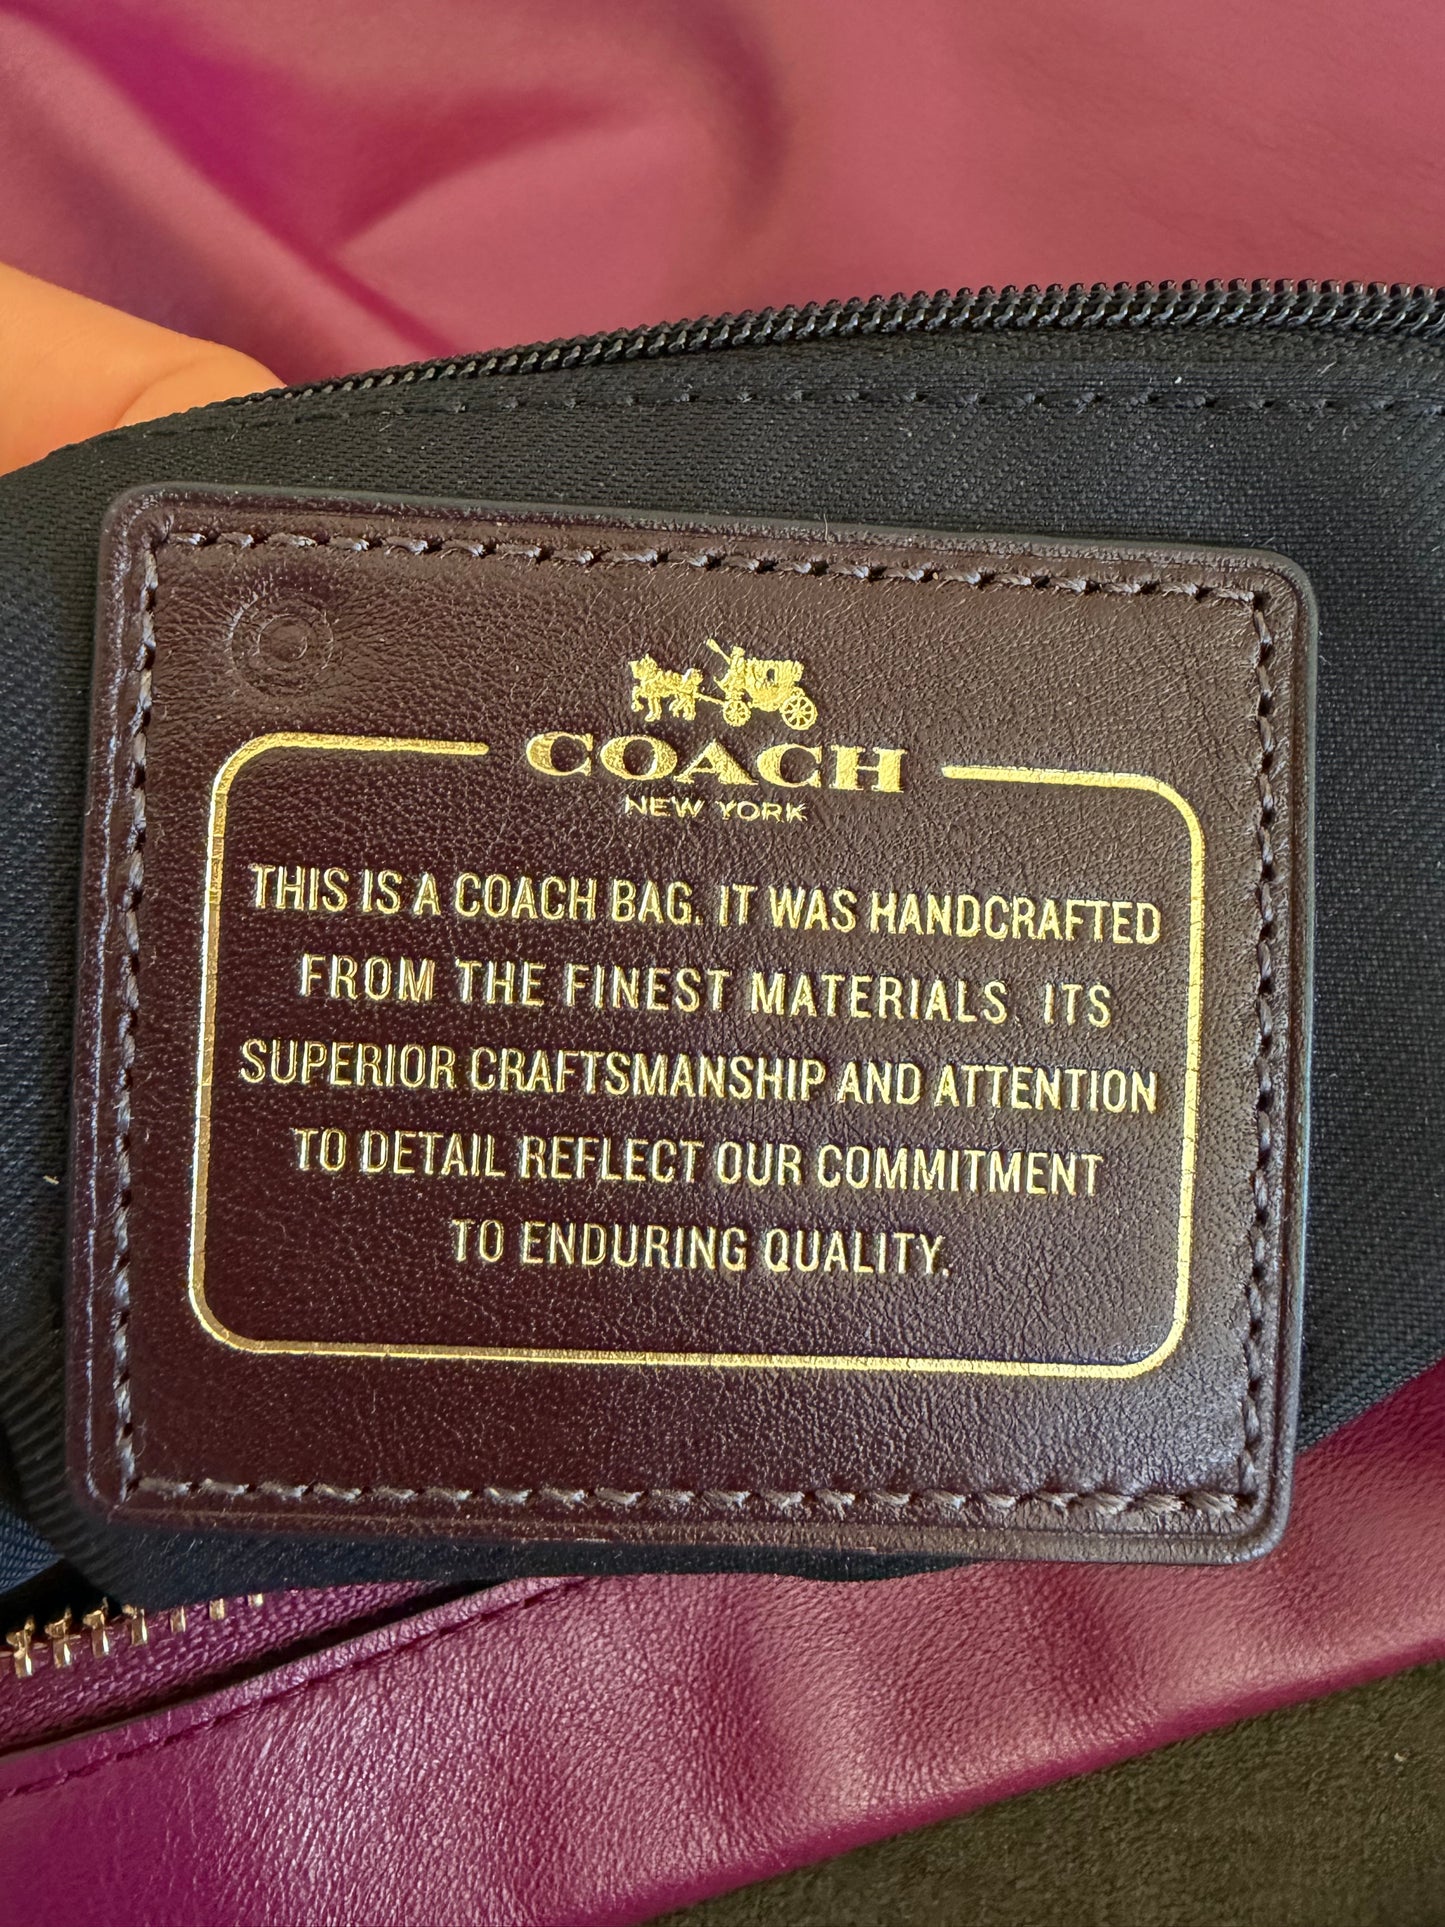 COACH
NEW YORK
THIS IS A COACH BAG. IT WAS HANDCRAFTED
FROM THE FINEST MATERIALS. ITS
SUPERIOR CRAFTSMANSHIP AND ATTENTION
TO DETAIL REFLECT OUR COMMITMENT
TO ENDURING QUALITY.